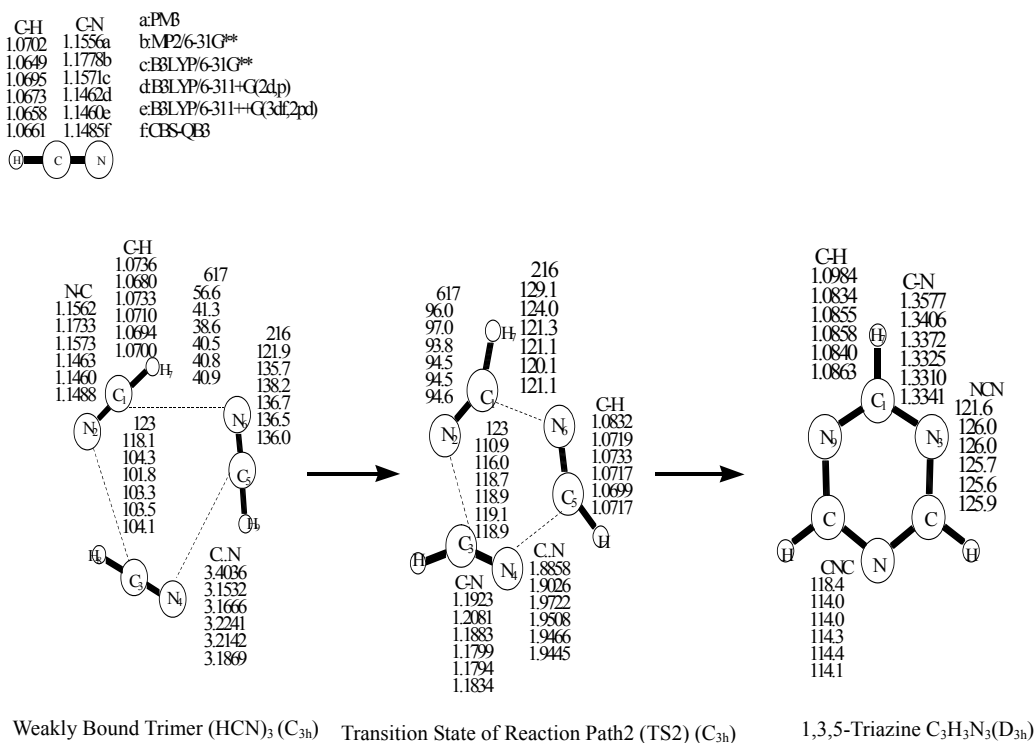 C-H C-N
1.0702 1.1556a
1.0649 1.1778b
1.0695 1.1571c
1.0673 1.1462d
1.0658 1.1460e
1.0661 1.1485f
a:PM3
b:MP2/6-31G**
c:B3LYP/6-31G**
d:B3LYP/6-311+G(2d,p)
e:B3LYP/6-311++G(3df,2pd)
f:CBS-QB3
H C N
N-C
1.1562
1.1733
1.1573
1.1463
1.1460
1.1488
C-H
1.0736
1.0680
1.0733
1.0710
1.0694
1.0700
617
56.6
41.3
38.6
40.5
40.8
40.9
216
121.9
135.7
138.2
136.7
136.5
136.0
H7
C1
N2
N6
C5
123
118.1
104.3
101.8
103.3
103.5
104.1
H8
C3
N4
C..N
3.4036
3.1532
3.1666
3.2241
3.2142
3.1869
617
96.0
97.0
93.8
94.5
94.5
94.6
216
129.1
124.0
121.3
121.1
120.1
121.1
H7
N2
N6
C-H
1.0832
1.0719
1.0733
1.0717
1.0699
1.0717
123
110.9
116.0
118.7
118.9
119.1
118.9
C5
H
H
C3
N4
C-N
1.1923
1.2081
1.1883
1.1799
1.1794
1.1834
C..N
1.8858
1.9026
1.9722
1.9508
1.9466
1.9445
C-H
1.0984
1.0834
1.0855
1.0858
1.0840
1.0863
C-N
1.3577
1.3406
1.3372
1.3325
1.3310
1.3341
H7
C1
N9
N3
NCN
121.6
126.0
126.0
125.7
125.6
125.9
C
C
H
H
N
CNC
118.4
114.0
114.0
114.3
114.4
114.1
Weakly Bound Trimer (HCN)3 (C3h)
Transition State of Reaction Path2 (TS2) (C3h)
1,3,5-Triazine C3H3N3(D3h)